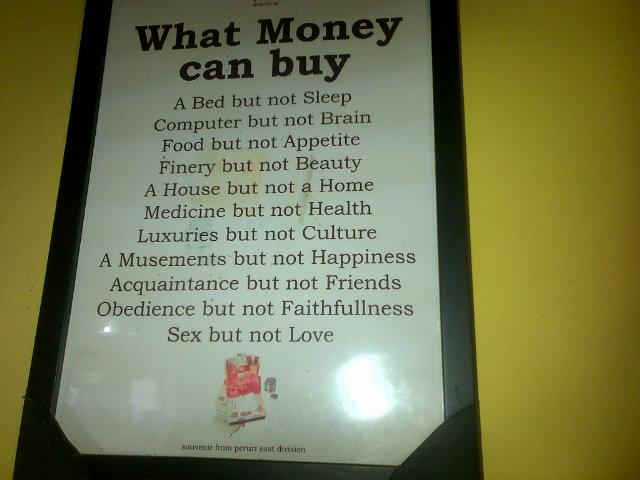 What Money
can buy
A Bed but not Sleep
Computer but not Brain
Food but not Appetite
Finery but not Beauty
A House but not a Home
Medicine but not Health
Luxuries but not Culture
A Musements but not Happiness
Acquaintance but not Friends
Obedience but not Faithfullness
Sex but not Love
souvenir from peruri east division